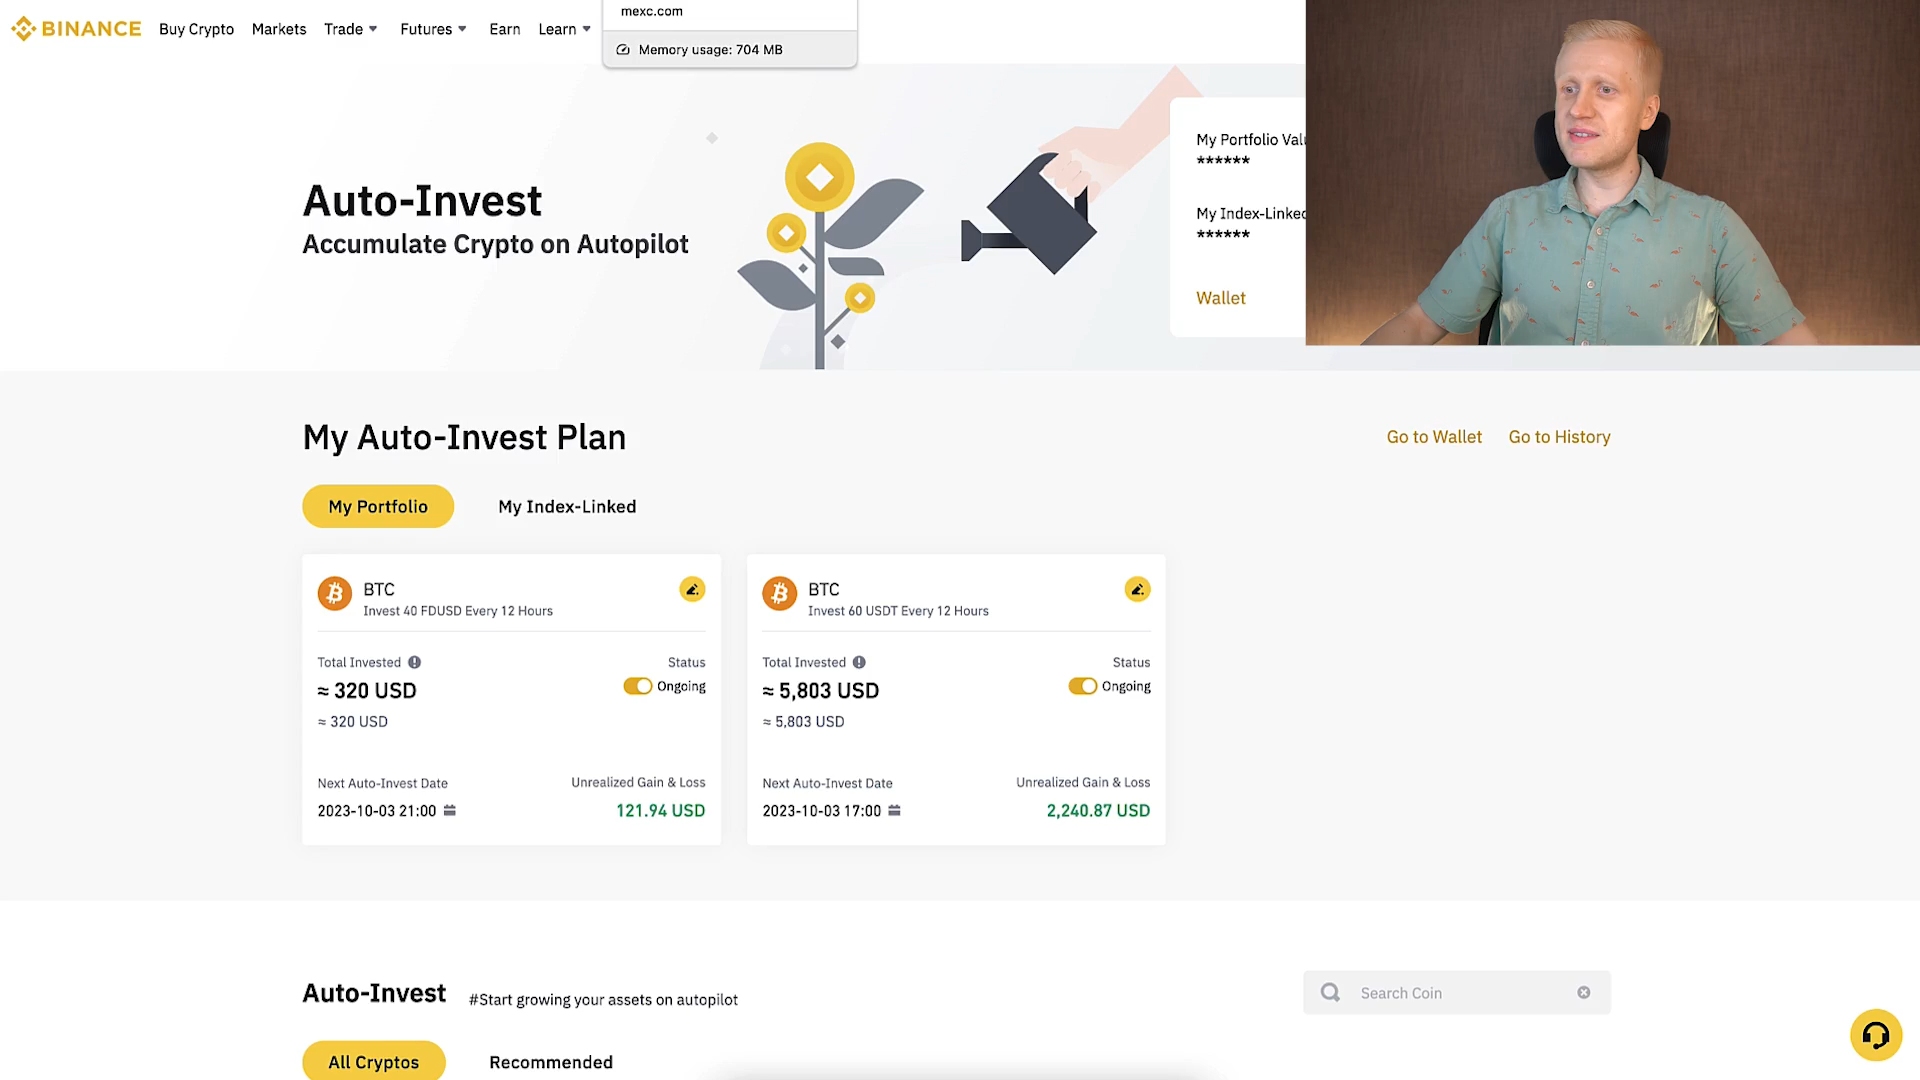 BINANCE
Buy Crypto
Markets
Trade
Futures
Earn
Learn
mexc.com
Memory usage: 704 MB
Auto-Invest
Accumulate Crypto on Autopilot
My Portfolio
******
My Index-Linked
******
Wallet
My Auto-Invest Plan
Go to Wallet
Go to History
My Portfolio
My Index-Linked
BTC
Invest 40 FDUSD Every 12 Hours
Total Invested
Status
≈ 320 USD
Ongoing
≈ 320 USD
Next Auto-Invest Date
Unrealized Gain & Loss
2023-10-03 21:00
121.94 USD
BTC
Invest 60 USDT Every 12 Hours
Total Invested
Status
≈ 5,803 USD
Ongoing
≈ 5,803 USD
Next Auto-Invest Date
Unrealized Gain & Loss
2023-10-03 17:00
2,240.87 USD
Auto-Invest
#Start growing your assets on autopilot
Search Coin
All Cryptos
Recommended